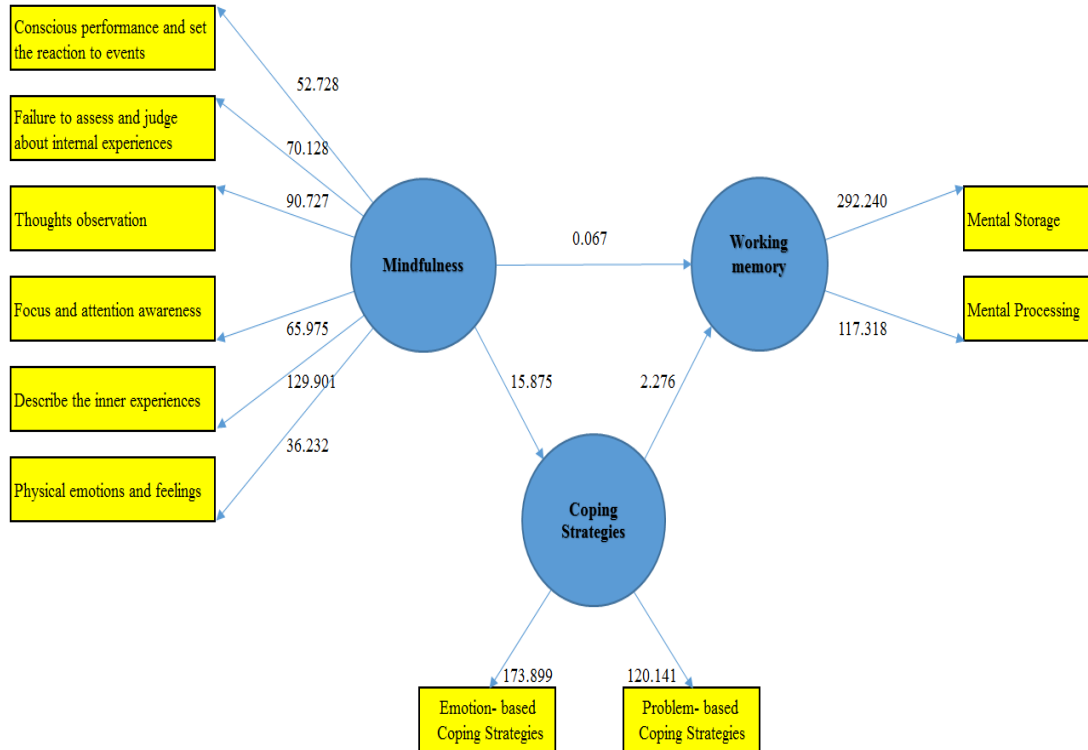 Conscious performance and set
the reaction to events
52.728
Failure to assess and judge
about internal experiences
70.128
Thoughts observation
90.727
Focus and attention awareness
65.975
Describe the inner experiences
129.901
Physical emotions and feelings
36.232
Mindfulness
0.067
Working
memory
292.240
Mental Storage
Mental Processing
117.318
15.875
2.276
Coping
Strategies
173.899
120.141
Emotion- based
Coping Strategies
Problem- based
Coping Strategies